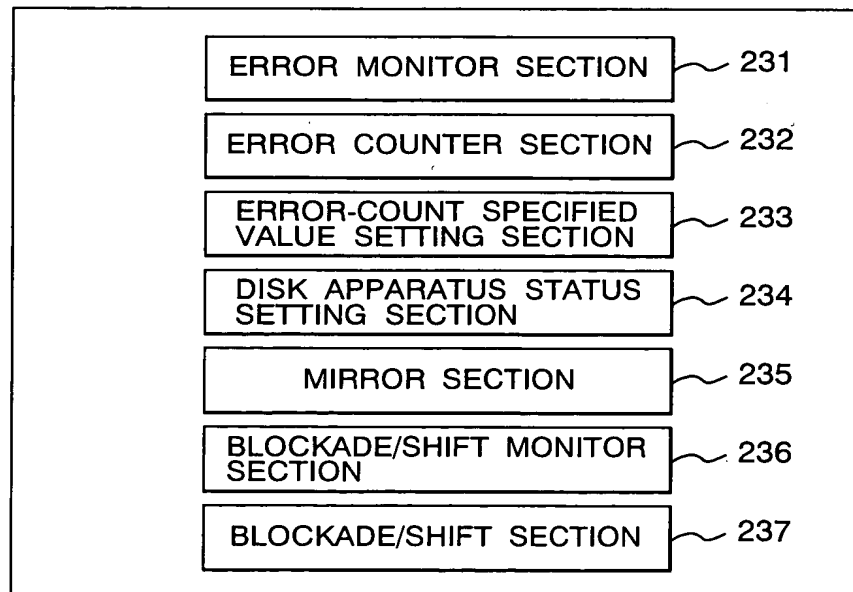 ERROR MONITOR SECTION 231
ERROR COUNTER SECTION 232
ERROR-COUNT SPECIFIED
VALUE SETTING SECTION 233
DISK APPARATUS STATUS
SETTING SECTION 234
MIRROR SECTION 235
BLOCKADE/SHIFT MONITOR
SECTION 236
BLOCKADE/SHIFT SECTION 237